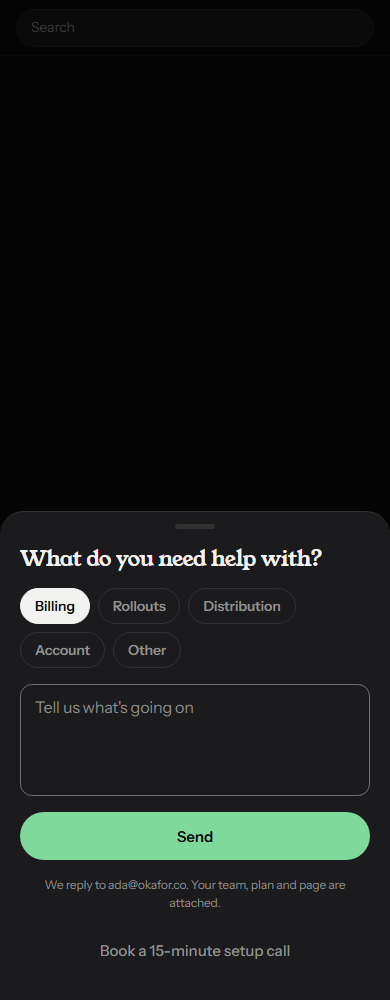 Search
What do you need help with?
Billing
Rollouts
Distribution
Account
Other
Tell us what's going on
Send
We reply to ada@okafor.co. Your team, plan and page are
attached.
Book a 15-minute setup call